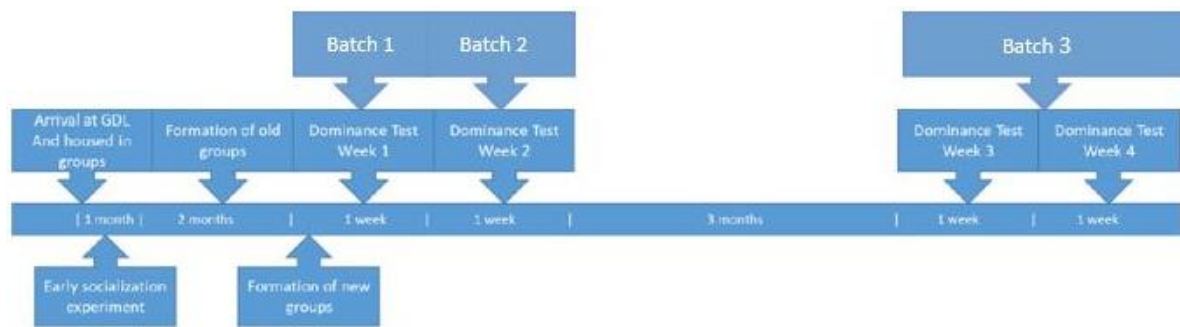 Batch 1
Batch 2
Batch 3
Arrival at GDL
And housed in
groups
Formation of old
groups
Dominance Test
Week 1
Dominance Test
Week 2
Dominance Test
Week 3
Dominance Test
Week 4
| 1 month |
2 months
|
1 week
|
1 week
|
3 months
|
1 week
|
1 week
Early socialization
experiment
Formation of new
groups